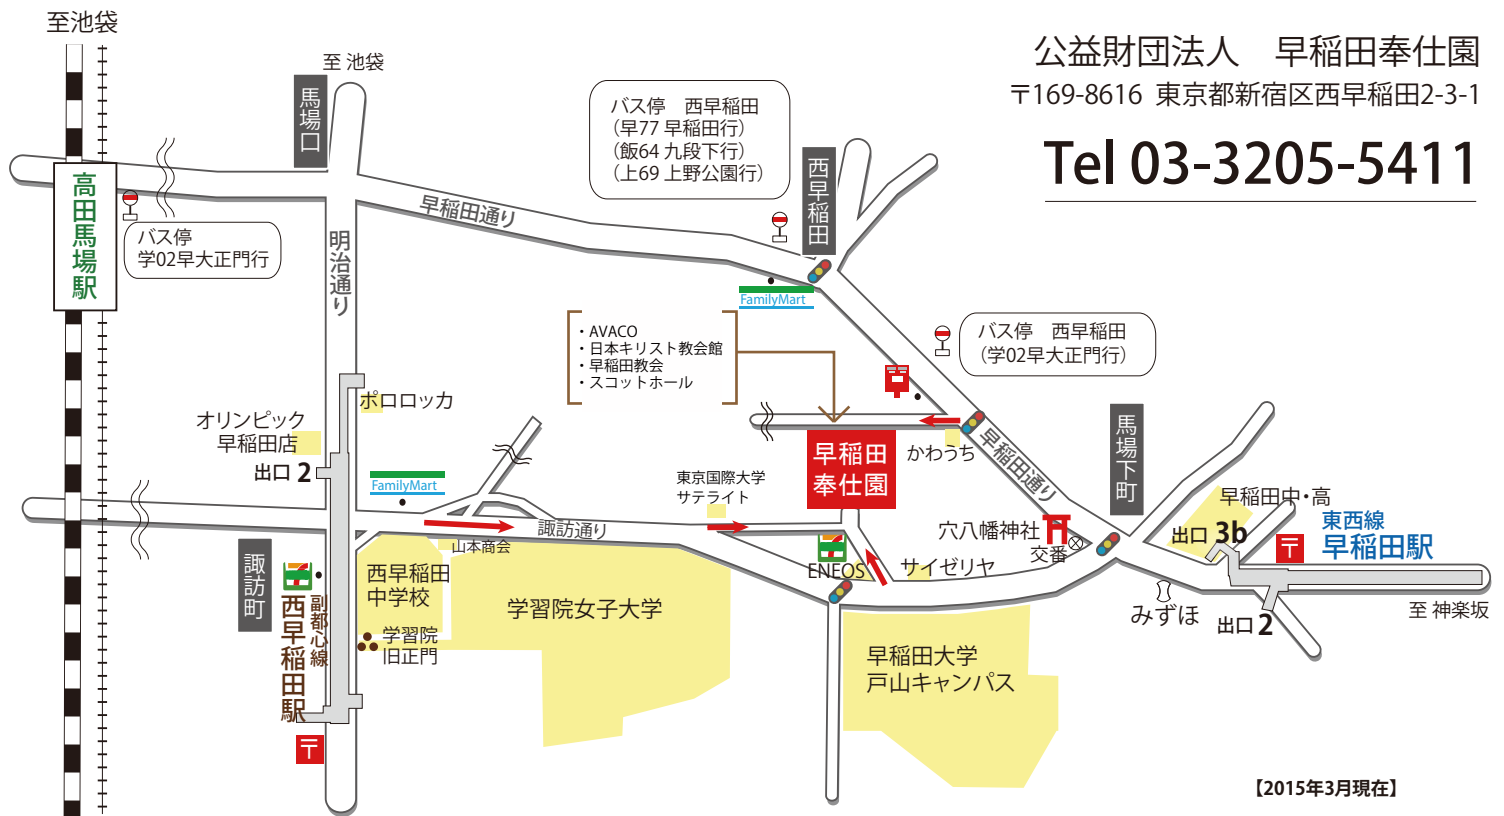 至池袋
公益財団法人　早稲田奉仕園
〒169-8616 東京都新宿区西早稲田2-3-1
Tel 03-3205-5411
至 池袋
馬場口
バス停　西早稲田
（早77 早稲田行）
（飯64 九段下行）
（上69 上野公園行）
西早稲田
高田馬場駅
バス停
学02早大正門行
明治通り
早稲田通り
FamilyMart
・AVACO
・日本キリスト教会館
・早稲田教会
・スコットホール
バス停　西早稲田
（学02早大正門行）
ポロロッカ
オリンピック
早稲田店
出口 2
FamilyMart
東京国際大学
サテライト
早稲田
奉仕園
かわうち
早稲田通り
馬場下町
早稲田中・高
出口 3b
東西線
早稲田駅
〒
穴八幡神社
交番
諏訪通り
山本商会
諏訪町
西早稲田
中学校
学習院女子大学
ENEOS
サイゼリヤ
みずほ
出口 2
至 神楽坂
副都心線
西早稲田駅
学習院
旧正門
早稲田大学
戸山キャンパス
〒
【2015年3月現在】